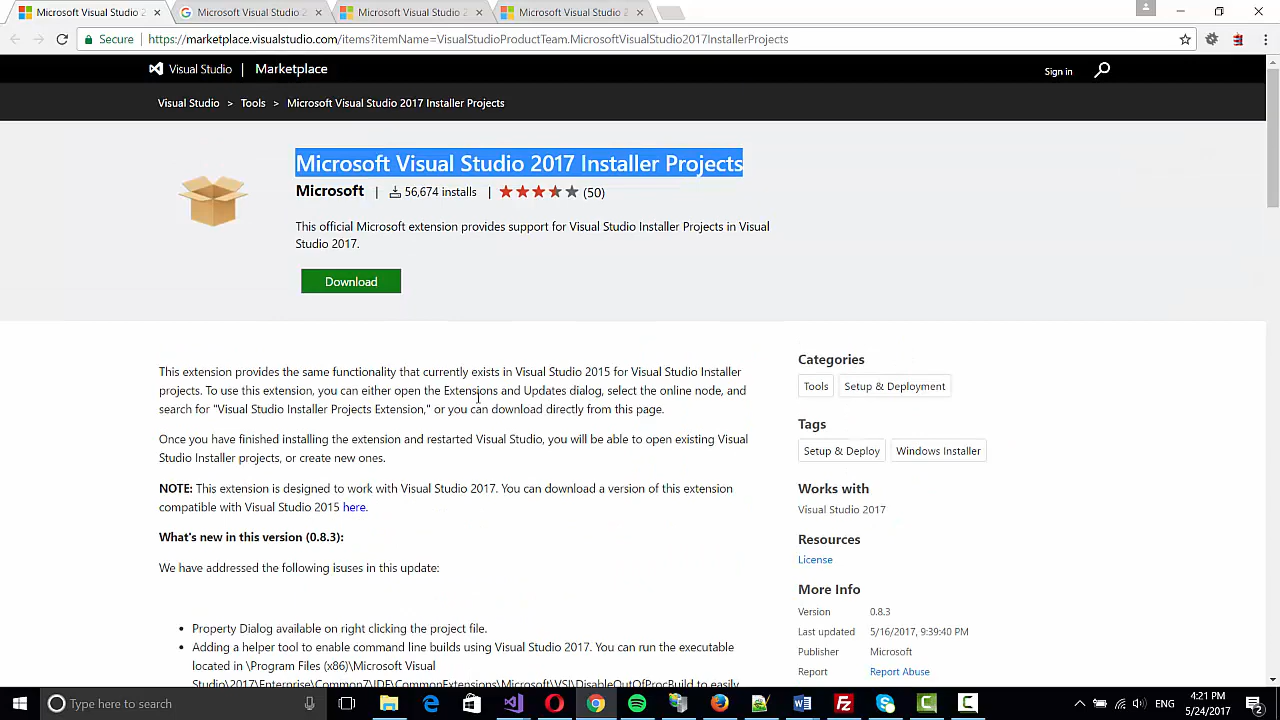 Microsoft Visual Studio 2
Microsoft Visual Studio 2
Microsoft Visual Studio 2
Microsoft Visual Studio 2
Secure | https://marketplace.visualstudio.com/items?itemName=VisualStudioProductTeam.MicrosoftVisualStudio2017InstallerProjects
Visual Studio | Marketplace
Sign in
Visual Studio > Tools > Microsoft Visual Studio 2017 Installer Projects
Microsoft Visual Studio 2017 Installer Projects
Microsoft | 56,674 installs | (50)
This official Microsoft extension provides support for Visual Studio Installer Projects in Visual
Studio 2017.
Download
This extension provides the same functionality that currently exists in Visual Studio 2015 for Visual Studio Installer
projects. To use this extension, you can either open the Extensions and Updates dialog, select the online node, and
search for "Visual Studio Installer Projects Extension," or you can download directly from this page.
Once you have finished installing the extension and restarted Visual Studio, you will be able to open existing Visual
Studio Installer projects, or create new ones.
NOTE: This extension is designed to work with Visual Studio 2017. You can download a version of this extension
compatible with Visual Studio 2015 here.
What's new in this version (0.8.3):
We have addressed the following isuses in this update:
• Property Dialog available on right clicking the project file.
• Adding a helper tool to enable command line builds using Visual Studio 2017. You can run the executable
located in \Program Files (x86)\Microsoft Visual
Studio\2017\Enterprise\Common7\IDE\CommonExtensions\Microsoft\VSI\DisableOutOfProcBuild to easily
Categories
Tools
Setup & Deployment
Tags
Setup & Deploy
Windows Installer
Works with
Visual Studio 2017
Resources
License
More Info
Version 0.8.3
Last updated 5/16/2017, 9:39:40 PM
Publisher Microsoft
Report Report Abuse
Type here to search
ENG
4:21 PM
5/24/2017
2